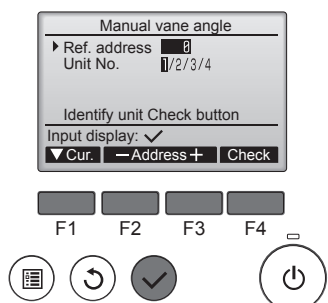 Manual vane angle
Ref. address 0
Unit No. 1/2/3/4
Identify unit Check button
Input display: ✓
▼Cur. −Address+ Check
F1 F2 F3 F4